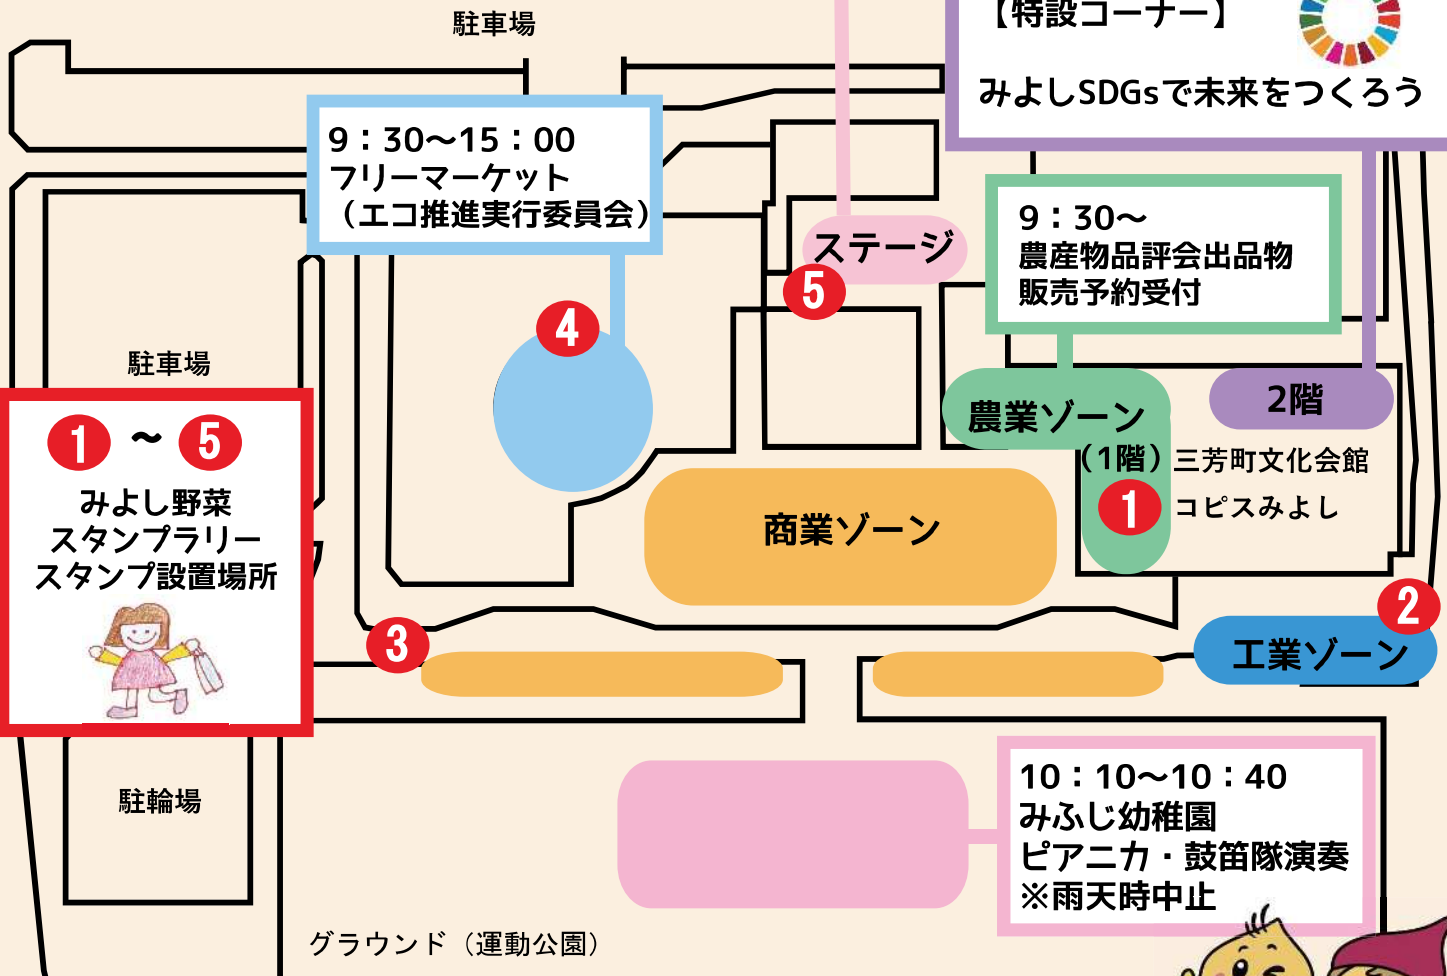 駐車場
【特設コーナー】
みよしSDGsで未来をつくろう
9：30〜15：00
フリーマーケット
（エコ推進実行委員会）
ステージ
5
9：30〜
農産物品評会出品物
販売予約受付
4
駐車場
農業ゾーン
（1階）
1
2階
三芳町文化会館
コピスみよし
1 〜 5
みよし野菜
スタンプラリー
スタンプ設置場所
商業ゾーン
2
工業ゾーン
3
10：10〜10：40
みふじ幼稚園
ピアニカ・鼓笛隊演奏
※雨天時中止
駐輪場
グラウンド（運動公園）